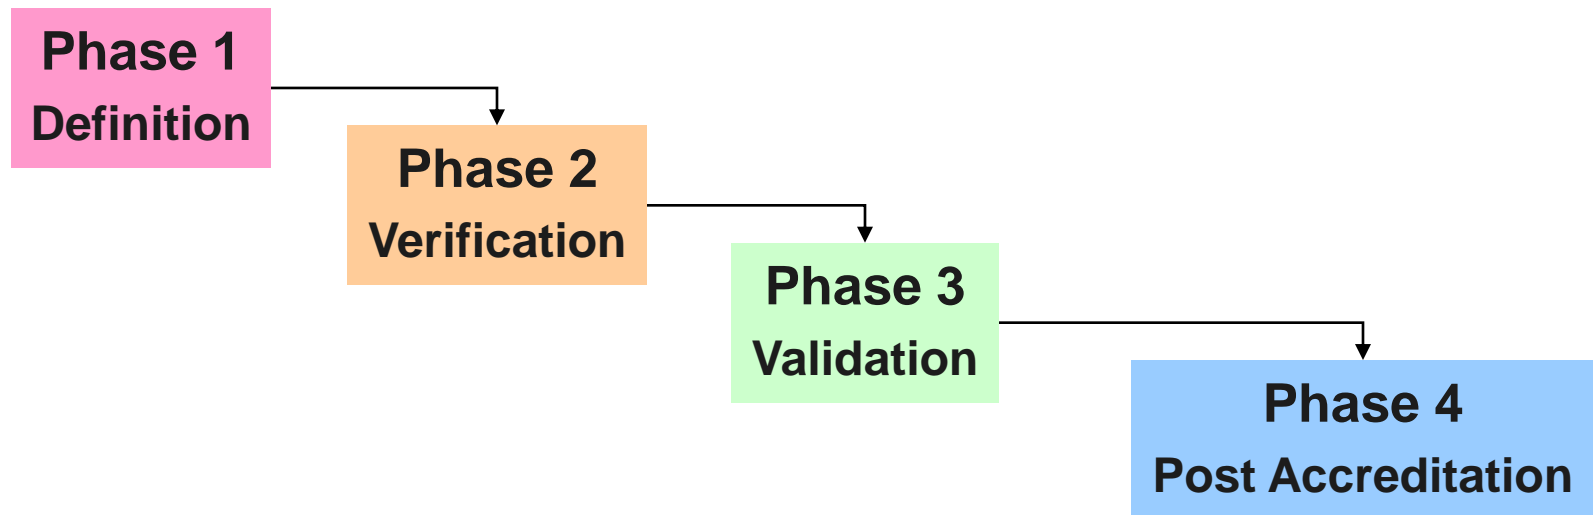 Phase 1
Definition
Phase 2
Verification
Phase 3
Validation
Phase 4
Post Accreditation